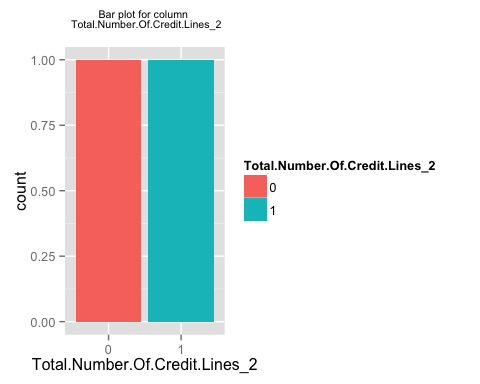 Bar plot for column
Total.Number.Of.Credit.Lines_2
count
1.00
0.75
0.50
0.25
0.00
0 1
Total.Number.Of.Credit.Lines_2
Total.Number.Of.Credit.Lines_2
0
1